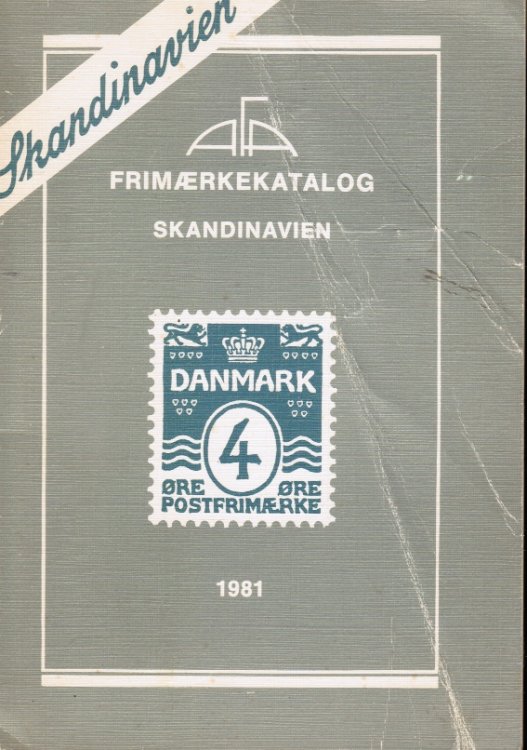 Skandinavien
AFA
FRIMÆRKEKATALOG
SKANDINAVIEN
DANMARK
4
ØRE ØRE
POSTFRIMÆRKE
1981